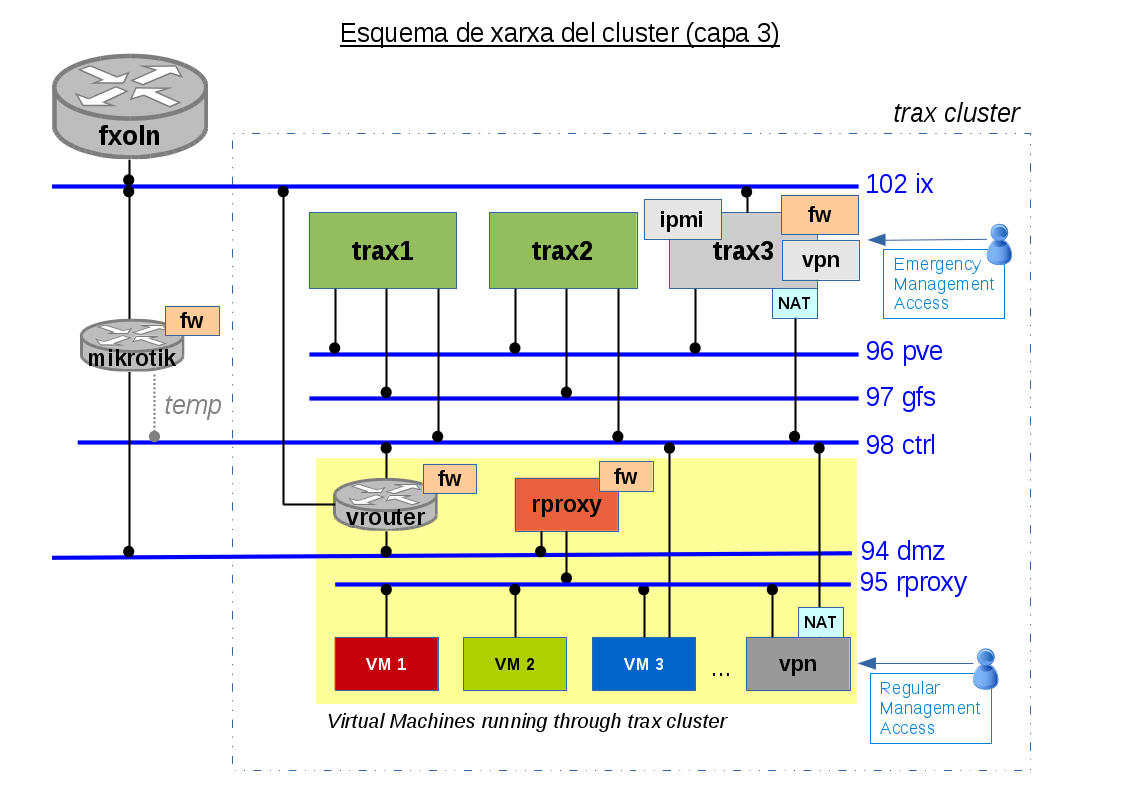 Esquema de xarxa del cluster (capa 3)
trax cluster
fxoln
102 ix
ipmi
fw
trax1
trax2
trax3
vpn
Emergency
Management
Access
NAT
fw
mikrotik
96 pve
temp
97 gfs
98 ctrl
fw
fw
vrouter
rproxy
94 dmz
95 rproxy
NAT
VM 1
VM 2
VM 3
...
vpn
Regular
Management
Access
Virtual Machines running through trax cluster